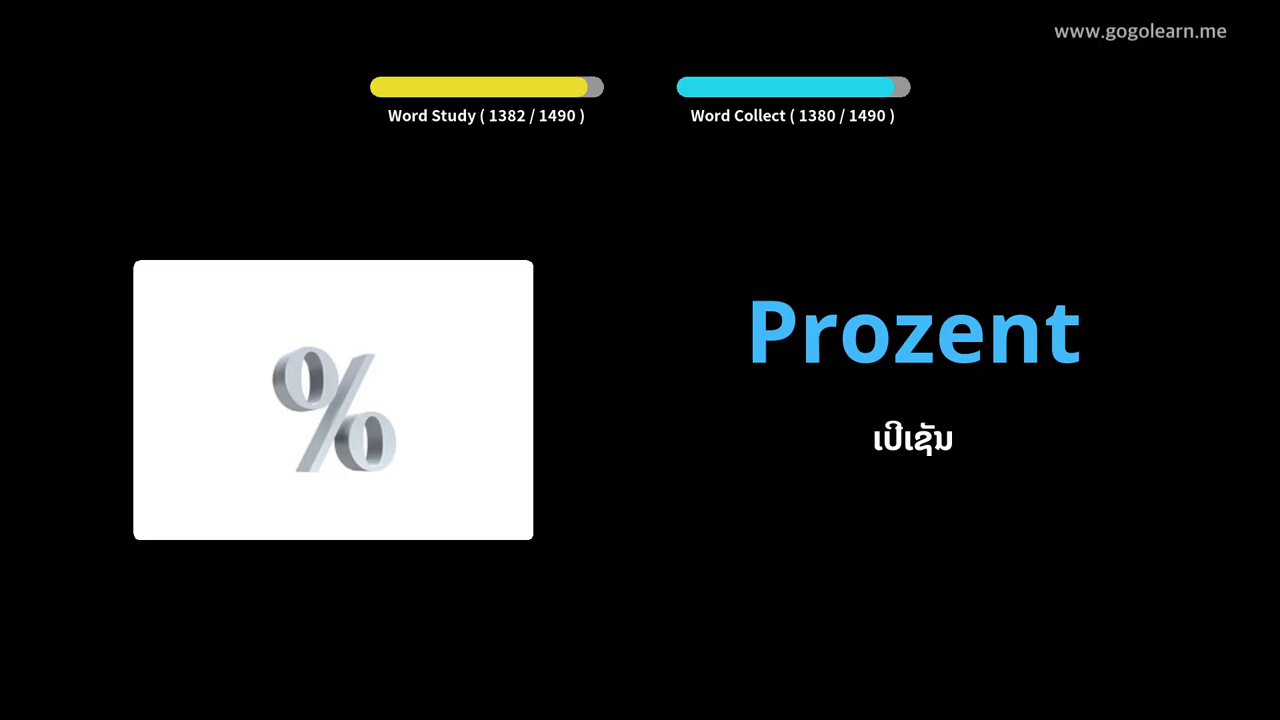 www.gogolearn.me
Word Study ( 1382 / 1490 )
Word Collect ( 1380 / 1490 )
%
Prozent
ເປີເຊັນ